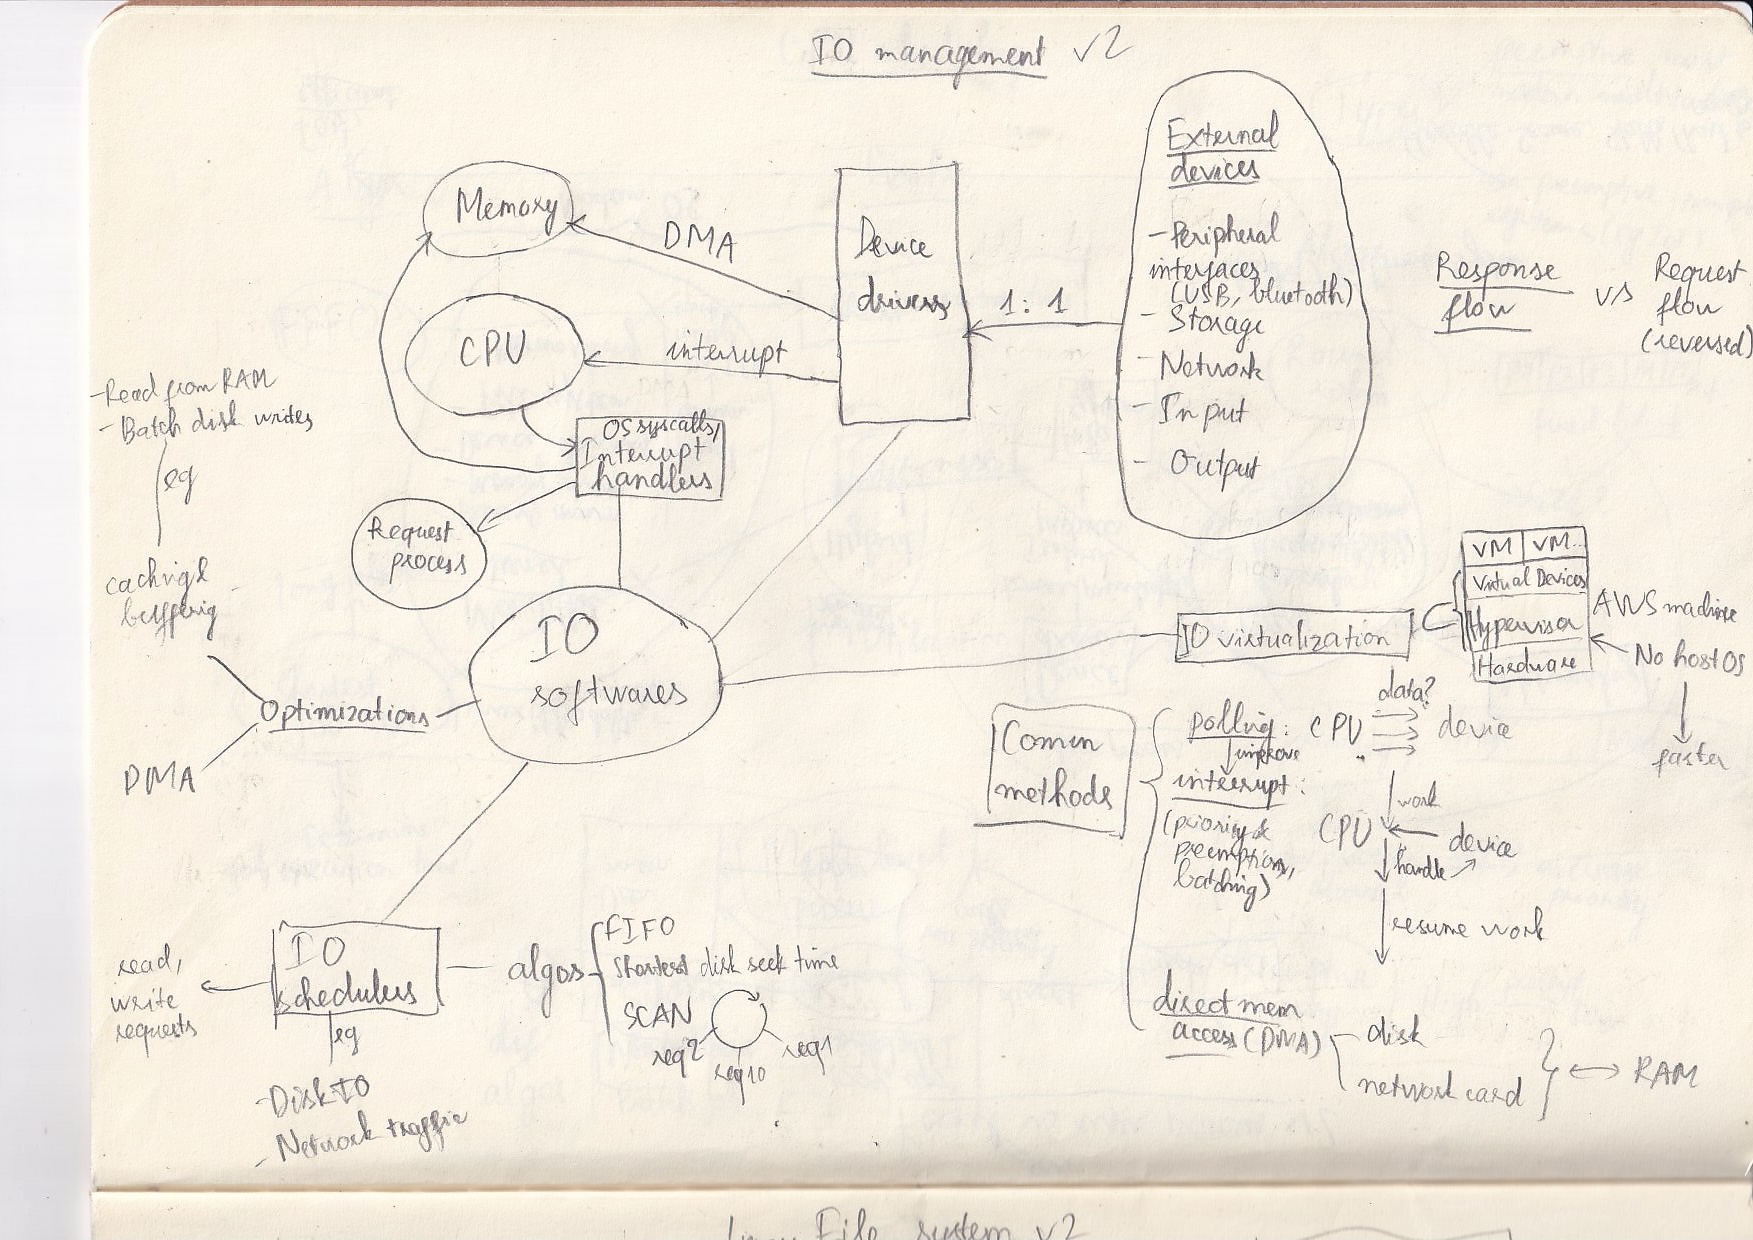 IO management v2
External
devices
- Peripheral
interfaces
(USB, bluetooth)
- Storage
- Network
- Input
- Output
Response
flow
vs
Request
flow
(reversed)
Memory
DMA
Device
drivers
1:1
CPU
interrupt
OS syscalls,
Interrupt
handlers
Request
process
- Read from RAM
- Batch disk writes
eg
IO
softwares
Optimizations
DMA
IO virtualization
VM VM...
Virtual Devices
Hypervisor
Hardware
AWS machine
No host OS
faster
Comon
methods
polling: CPU data? device
improve
interrupt:
(priority &
preemption,
batching)
work
CPU device
handle
resume work
direct mem
access (DMA)
disk
network card
RAM
IO
schedulers
read,
write
requests
eg
- Disk IO
- Network traffic
algos
FIFO
Shortest disk seek time
SCAN
req2
req10
req1
File system v2